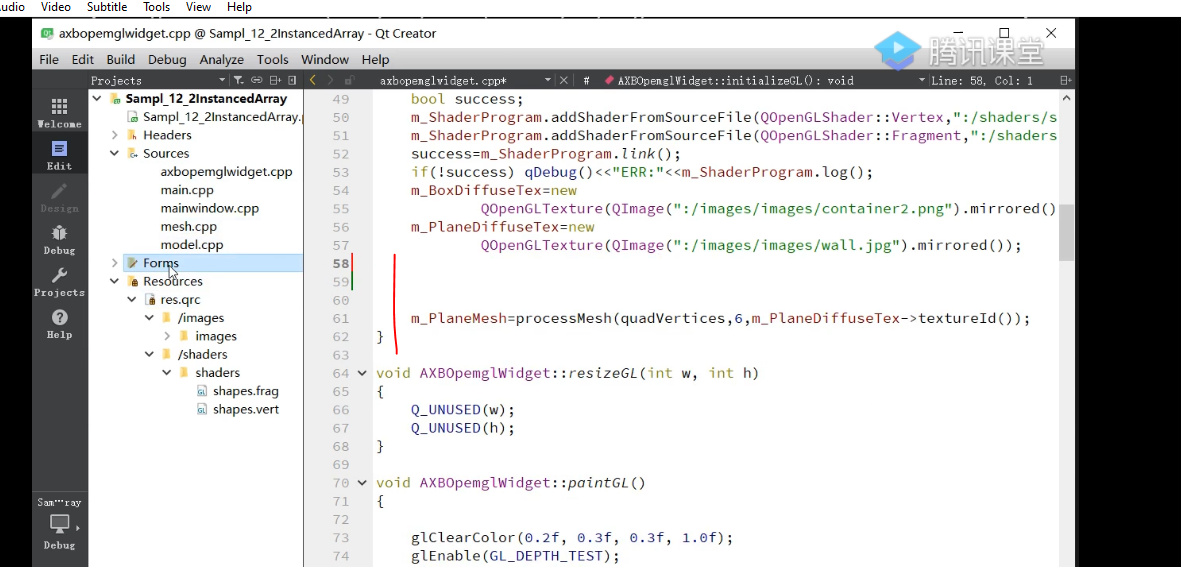 udio Video Subtitle Tools View Help
axbopemglwidget.cpp @ Sampl_12_2InstancedArray - Qt Creator
腾讯课堂
File Edit Build Debug Analyze Tools Window Help
Projects
axbopenglvidget.cpp*
# AXBOpenglWidget::initializeGL(): void
Line: 58, Col: 1
Welcome
Edit
Design
Debug
Projects
Help
Sam···ray
Debug
Sampl_12_2InstancedArray
Sampl_12_2InstancedArray.
Headers
Sources
axbopemglwidget.cpp
main.cpp
mainwindow.cpp
mesh.cpp
model.cpp
Forms
Resources
res.qrc
/images
images
/shaders
shaders
shapes.frag
shapes.vert
49 bool success;
50 m_ShaderProgram.addShaderFromSourceFile(QOpenGLShader::Vertex,":/shaders/s
51 m_ShaderProgram.addShaderFromSourceFile(QOpenGLShader::Fragment,":/shaders
52 success=m_ShaderProgram.link();
53 if(!success) qDebug()<<"ERR:"<<m_ShaderProgram.log();
54 m_BoxDiffuseTex=new
55 QOpenGLTexture(QImage(":/images/images/container2.png").mirrored()
56 m_PlaneDiffuseTex=new
57 QOpenGLTexture(QImage(":/images/images/wall.jpg").mirrored());
58
59
60
61 m_PlaneMesh=processMesh(quadVertices,6,m_PlaneDiffuseTex->textureId());
62 }
63
64 void AXBOpemglWidget::resizeGL(int w, int h)
65 {
66 Q_UNUSED(w);
67 Q_UNUSED(h);
68 }
69
70 void AXBOpemglWidget::paintGL()
71 {
72
73 glClearColor(0.2f, 0.3f, 0.3f, 1.0f);
74 glEnable(GL_DEPTH_TEST);